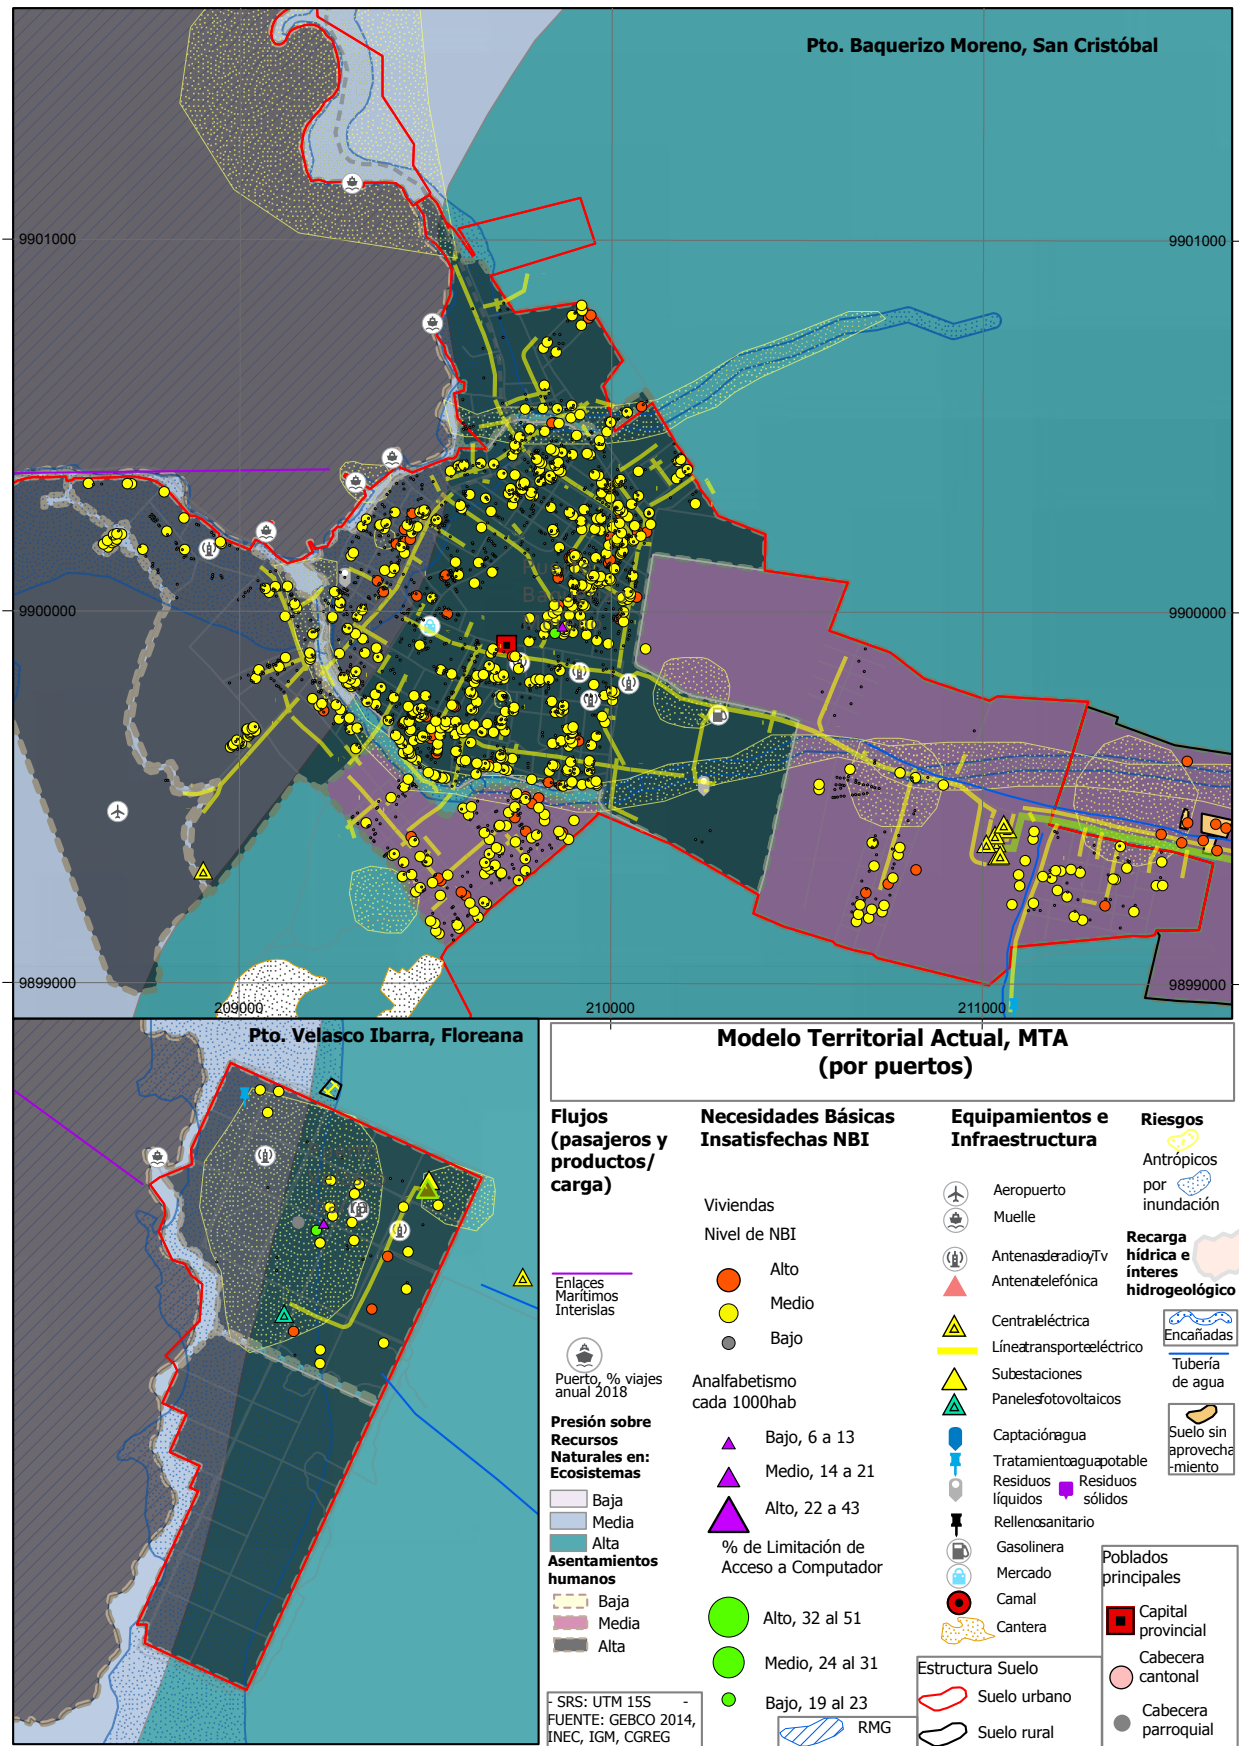 Pto. Baquerizo Moreno, San Cristóbal
9901000
9901000
9900000
9900000
9899000
9899000
209000
210000
211000
Pto. Velasco Ibarra, Floreana
Modelo Territorial Actual, MTA
(por puertos)
Flujos
(pasajeros y
productos/
carga)
Enlaces
Marítimos
Interislas
Puerto, % viajes
anual 2018
Presión sobre
Recursos
Naturales en:
Ecosistemas
Baja
Media
Alta
Asentamientos
humanos
Baja
Media
Alta
- SRS: UTM 15S -
FUENTE: GEBCO 2014,
INEC, IGM, CGREG
Necesidades Básicas
Insatisfechas NBI
Viviendas
Nivel de NBI
Alto
Medio
Bajo
Analfabetismo
cada 1000hab
Bajo, 6 a 13
Medio, 14 a 21
Alto, 22 a 43
% de Limitación de
Acceso a Computador
Alto, 32 al 51
Medio, 24 al 31
Bajo, 19 al 23
RMG
Equipamientos e
Infraestructura
Aeropuerto
Muelle
AntenasderadioyTv
Antenatelefónica
Centraleléctrica
Líneatransporteeléctrico
Subestaciones
Panelesfotovoltaicos
Captaciónagua
Tratamientoaguapotable
Residuos
líquidos
Residuos
sólidos
Rellenosanitario
Gasolinera
Mercado
Camal
Cantera
Estructura Suelo
Suelo urbano
Suelo rural
Riesgos
Antrópicos
por
inundación
Recarga
hídrica e
ínteres
hidrogeológico
Encañadas
Tubería
de agua
Suelo sin
aprovecha
-miento
Poblados
principales
Capital
provincial
Cabecera
cantonal
Cabecera
parroquial